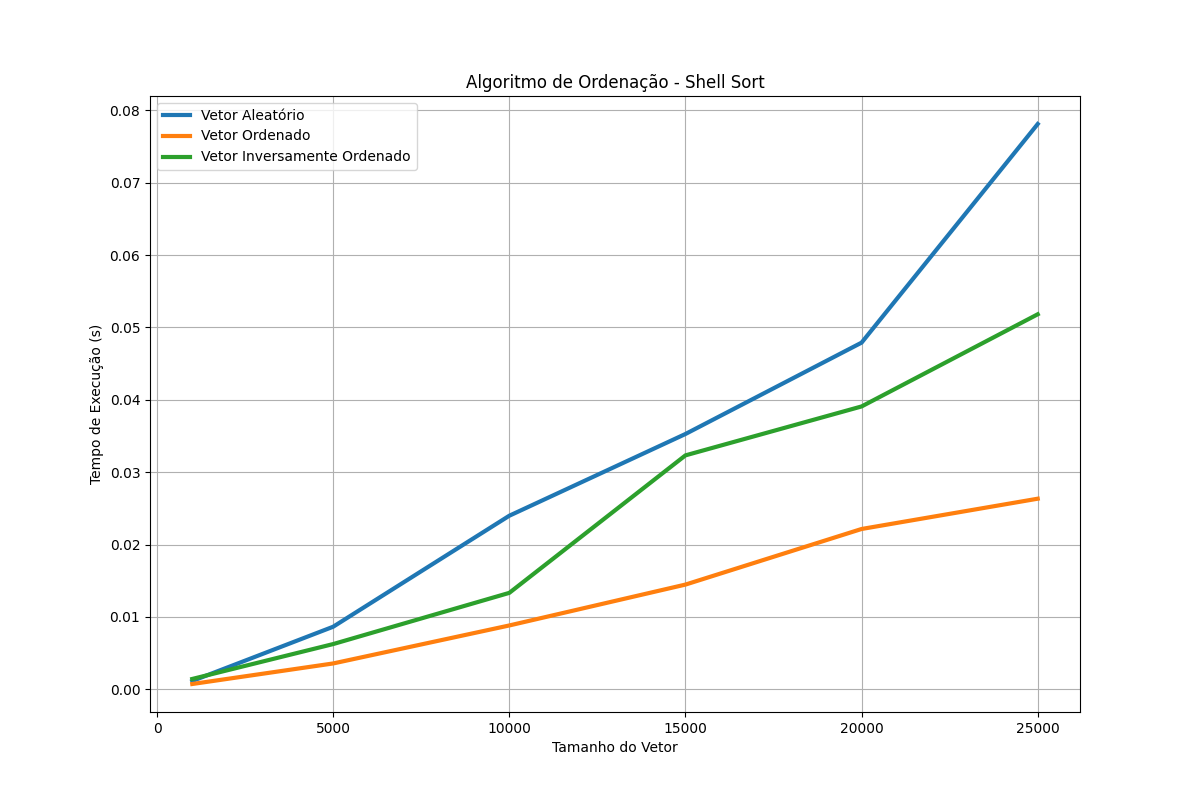 Algoritmo de Ordenação - Shell Sort
Vetor Aleatório
Vetor Ordenado
Vetor Inversamente Ordenado
0.08
0.07
0.06
0.05
0.04
0.03
0.02
0.01
0.00
Tempo de Execução (s)
0 5000 10000 15000 20000 25000
Tamanho do Vetor